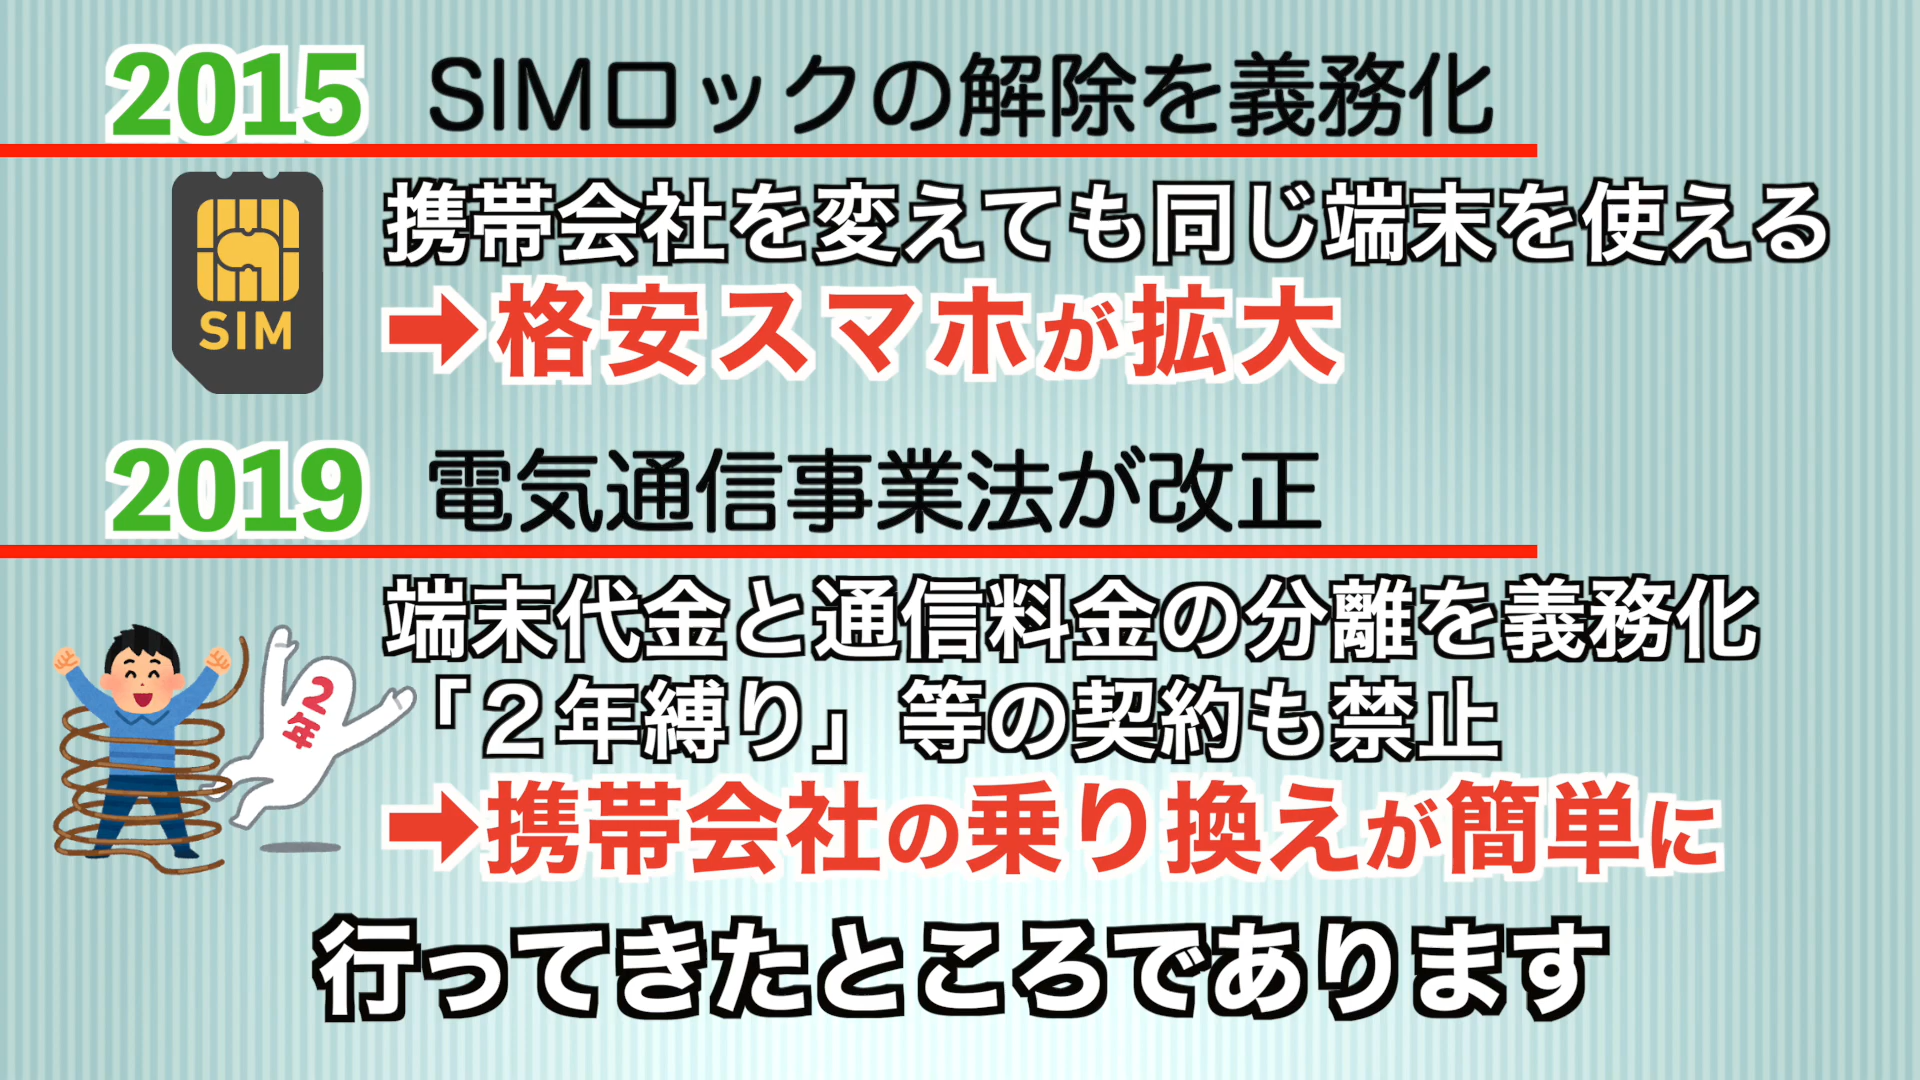 2015 SIMロックの解除を義務化
SIM
携帯会社を変えても同じ端末を使える
➡格安スマホが拡大
2019 電気通信事業法が改正
2年
端末代金と通信料金の分離を義務化
「２年縛り」等の契約も禁止
➡携帯会社の乗り換えが簡単に
行ってきたところであります